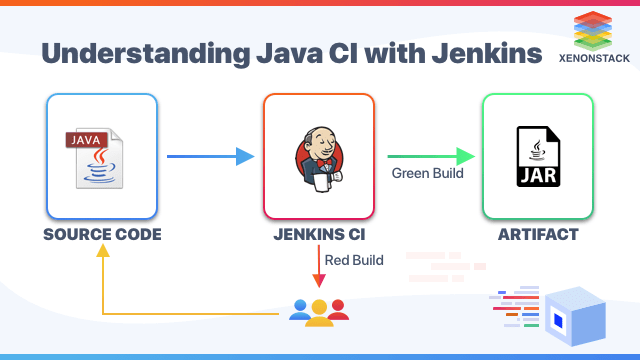 Understanding Java CI with Jenkins
XENONSTACK
JAVA
JAR
Green Build
SOURCE CODE
JENKINS CI
ARTIFACT
Red Build